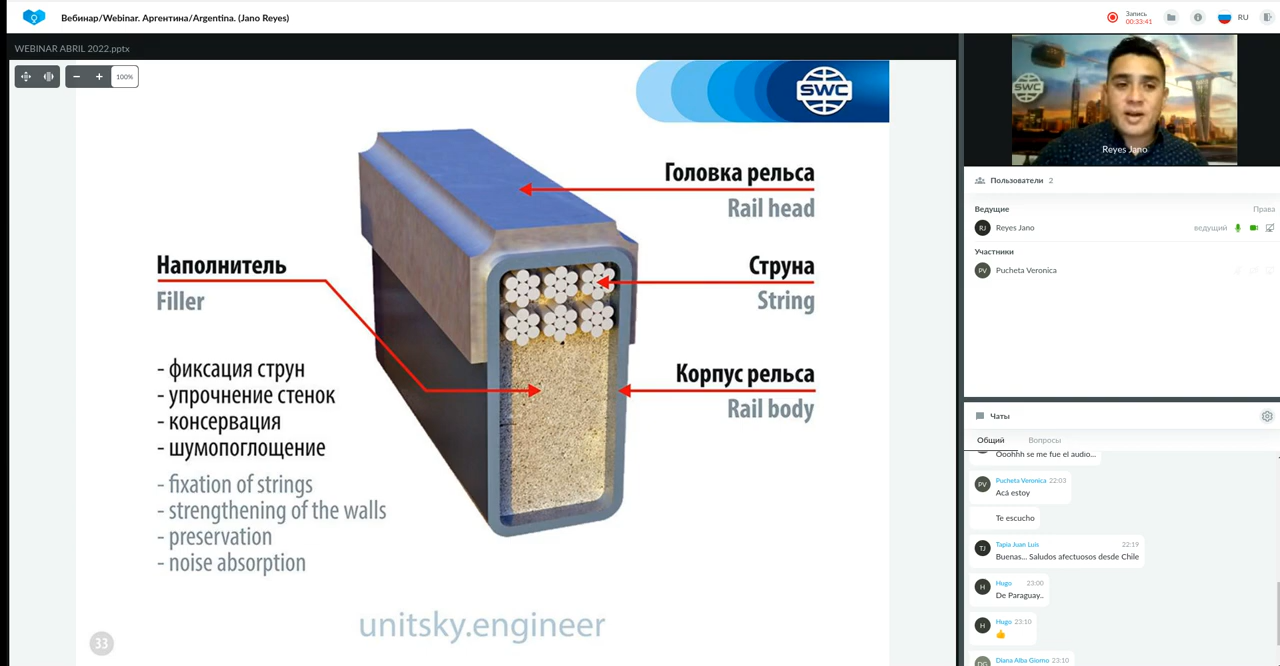 Вебинар/Webinar. Аргентина/Argentina. (Jano Reyes)
Запись
00:33:41
RU
WEBINAR ABRIL 2022.pptx
100%
SWC
Головка рельса
Rail head
Наполнитель
Filler
Струна
String
Корпус рельса
Rail body
- фиксация струн
- упрочнение стенок
- консервация
- шумопоглощение
- fixation of strings
- strengthening of the walls
- preservation
- noise absorption
unitsky.engineer
33
SWC
Reyes Jano
Пользователи 2
Ведущие Права
RJ Reyes Jano ведущий
Участники
PV Pucheta Veronica
Чаты
Общий Вопросы
Ooohhh se me fue el audio...
PV Pucheta Veronica 22:03
Acá estoy
Te escucho
TJ Tapia Juan Luis 22:19
Buenas... Saludos afectuosos desde Chile
H Hugo 23:00
De Paraguay..
H Hugo 23:10
👍
DG Diana Alba Giorno 23:10